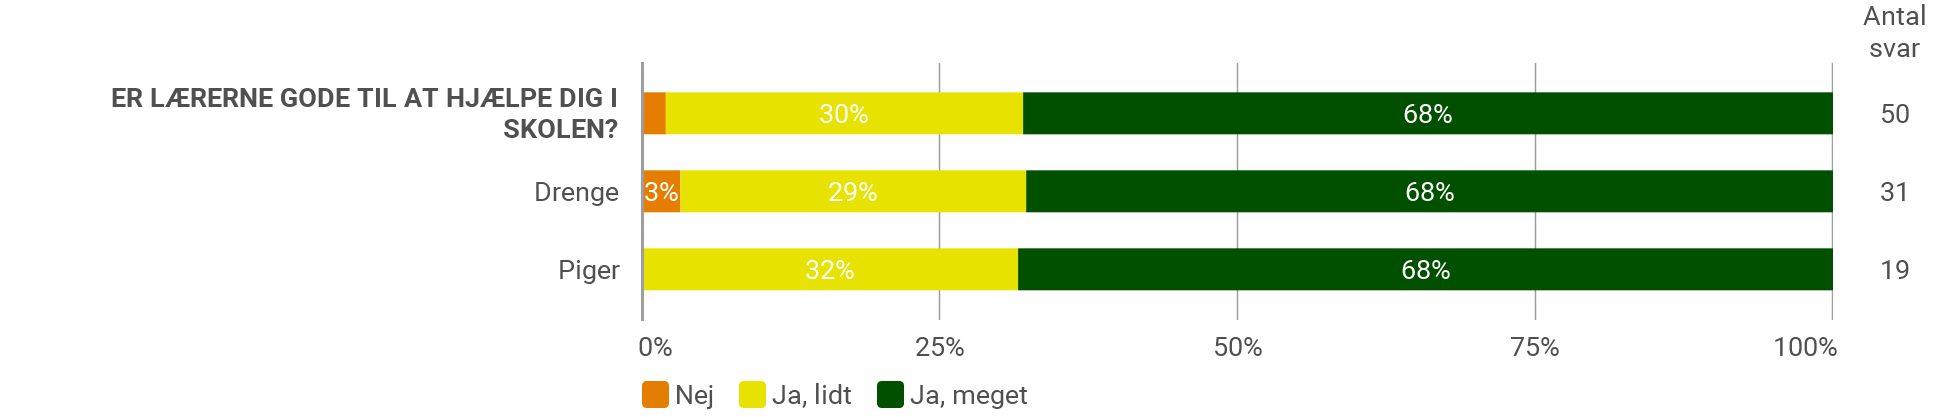 Antal
svar
ER LÆRERNE GODE TIL AT HJÆLPE DIG I
SKOLEN?
30%
68%
50
Drenge
3%
29%
68%
31
Piger
32%
68%
19
0%
25%
50%
75%
100%
Nej
Ja, lidt
Ja, meget